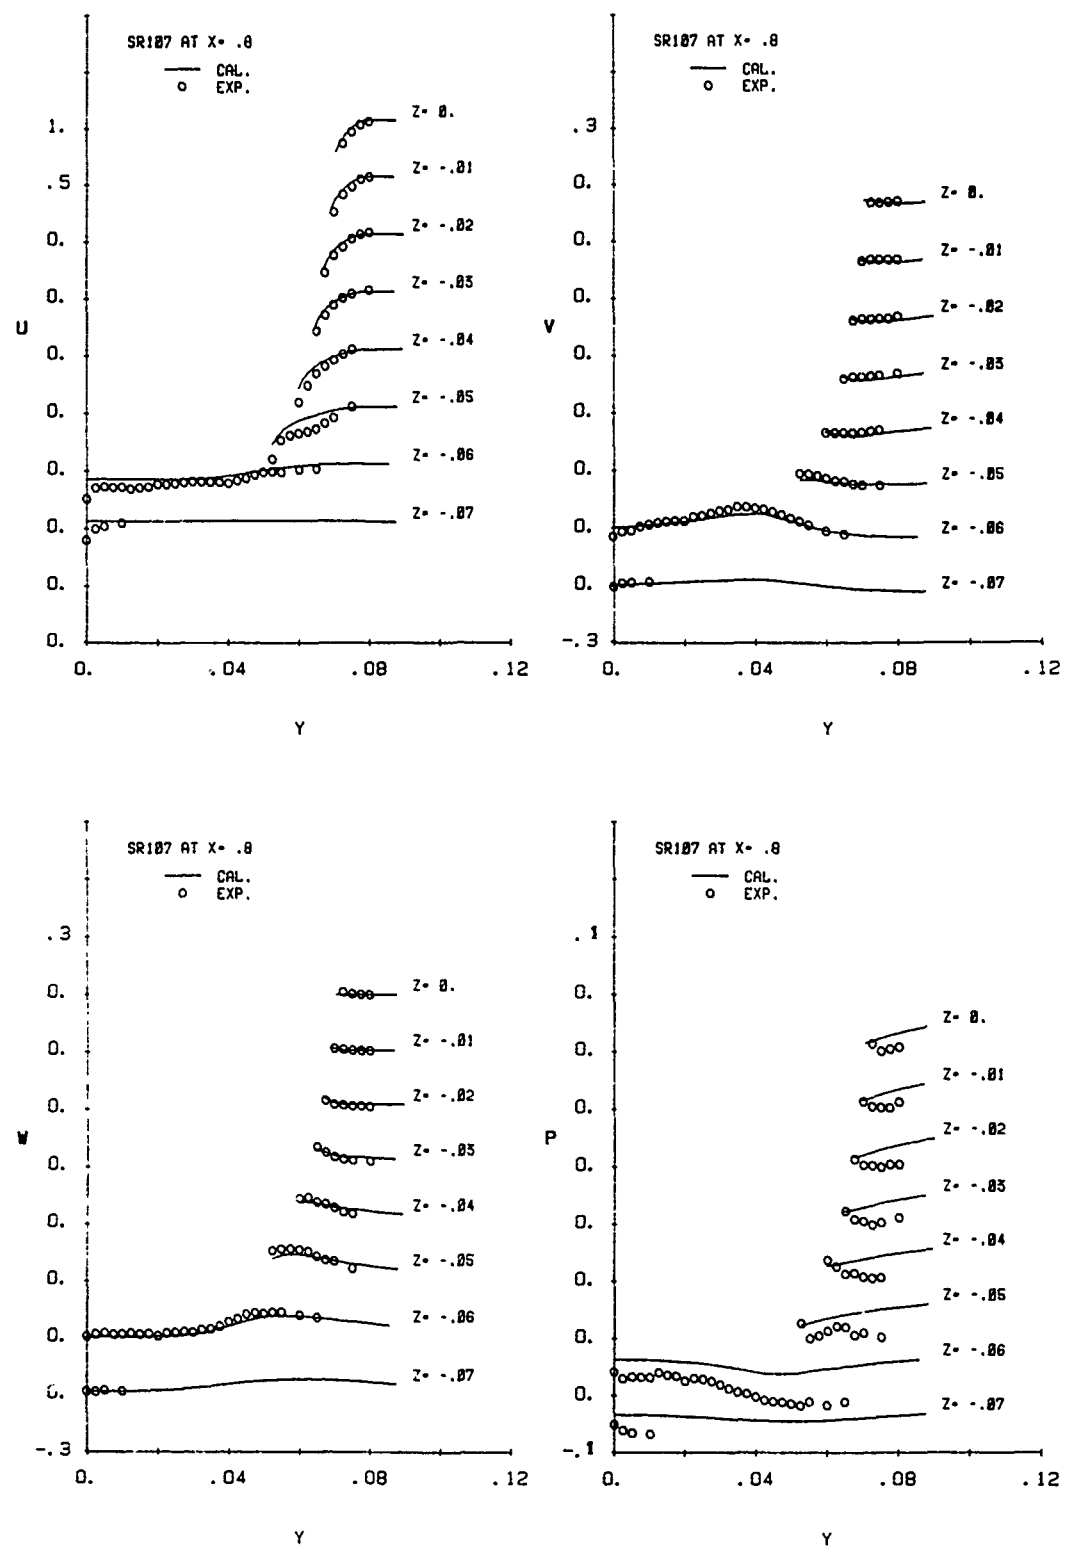 SR107 AT X= .8
CAL.
EXP.
1.
.5
0.
0.
0.
0.
0.
0.
0.
0.
U
Z= 0.
Z= -.01
Z= -.02
Z= -.03
Z= -.04
Z= -.05
Z= -.06
Z= -.07
0.
.04
.08
.12
Y
SR107 AT X= .8
CAL.
EXP.
.3
0.
0.
0.
0.
0.
0.
0.
0.
-.3
V
Z= 0.
Z= -.01
Z= -.02
Z= -.03
Z= -.04
Z= -.05
Z= -.06
Z= -.07
0.
.04
.08
.12
Y
SR107 AT X= .8
CAL.
EXP.
.3
0.
0.
0.
0.
0.
0.
0.
0.
-.3
W
Z= 0.
Z= -.01
Z= -.02
Z= -.03
Z= -.04
Z= -.05
Z= -.06
Z= -.07
0.
.04
.08
.12
Y
SR107 AT X= .8
CAL.
EXP.
.1
0.
0.
0.
0.
0.
0.
0.
0.
-.1
P
Z= 0.
Z= -.01
Z= -.02
Z= -.03
Z= -.04
Z= -.05
Z= -.06
Z= -.07
0.
.04
.08
.12
Y